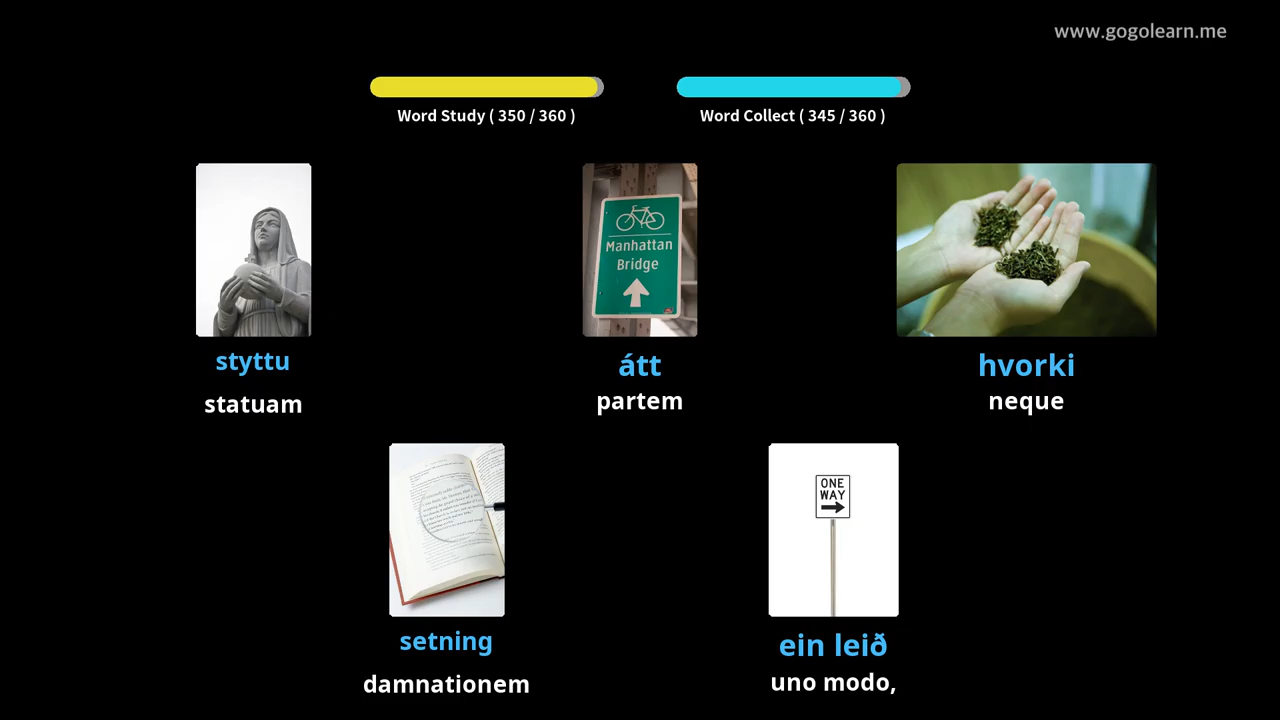 www.gogolearn.me
Word Study ( 350 / 360 )
Word Collect ( 345 / 360 )
Manhattan
Bridge
styttu
statuam
átt
partem
hvorki
neque
ONE
WAY
setning
damnationem
ein leið
uno modo,